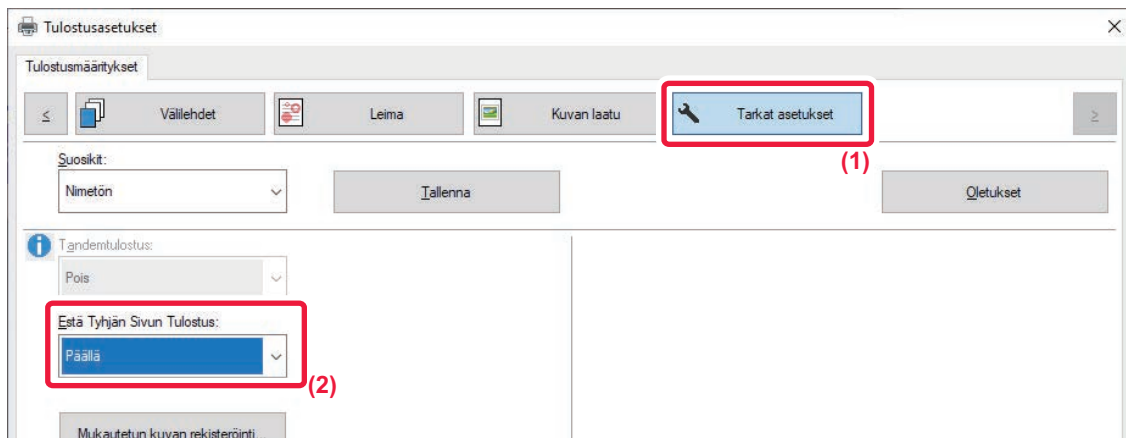 Tulostusasetukset
Tulostusmääritykset
≤ Välilehdet Leima Kuvan laatu Tarkat asetukset ≥
(1)
Suosikit:
Nimetön Tallenna Oletukset
Tandemtulostus:
Pois
Estä Tyhjän Sivun Tulostus:
Päällä
(2)
Mukautetun kuvan rekisteröinti...